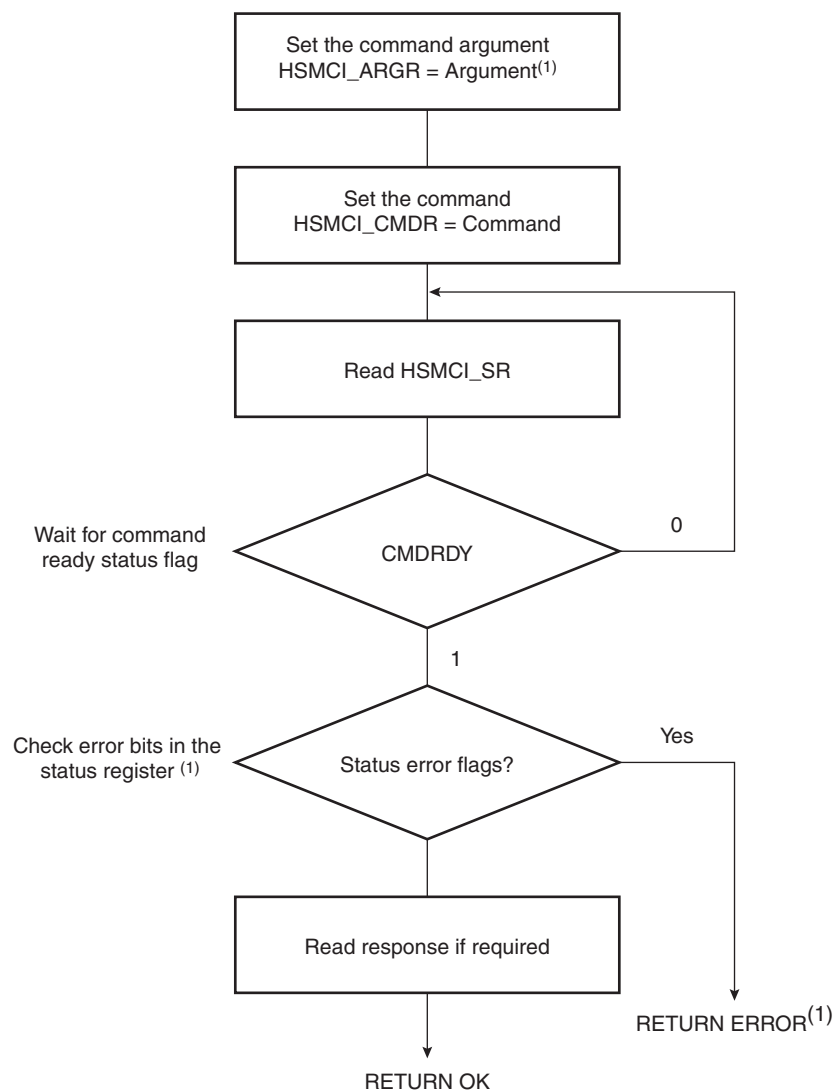 Set the command argument
HSMCI_ARGR = Argument(1)
Set the command
HSMCI_CMDR = Command
Read HSMCI_SR
Wait for command
ready status flag
CMDRDY
0
1
Check error bits in the
status register (1)
Status error flags?
Yes
Read response if required
RETURN ERROR(1)
RETURN OK